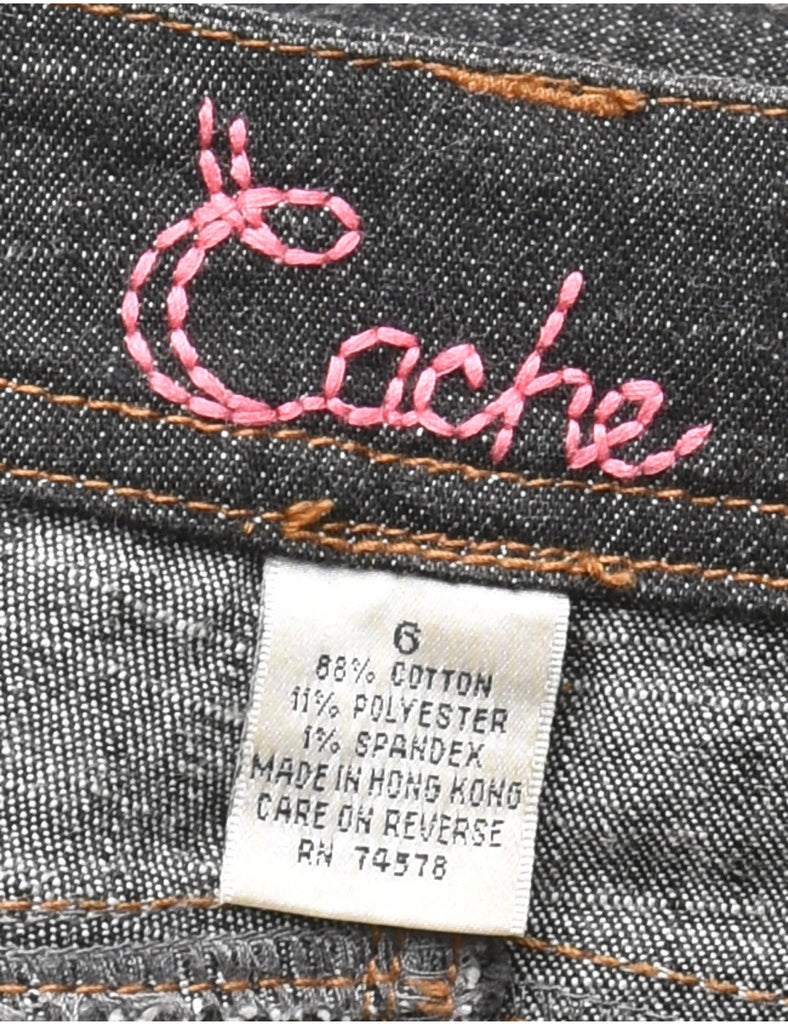 Cache
6
88% COTTON
11% POLYESTER
1% SPANDEX
MADE IN HONG KONG
CARE ON REVERSE
RN 74578